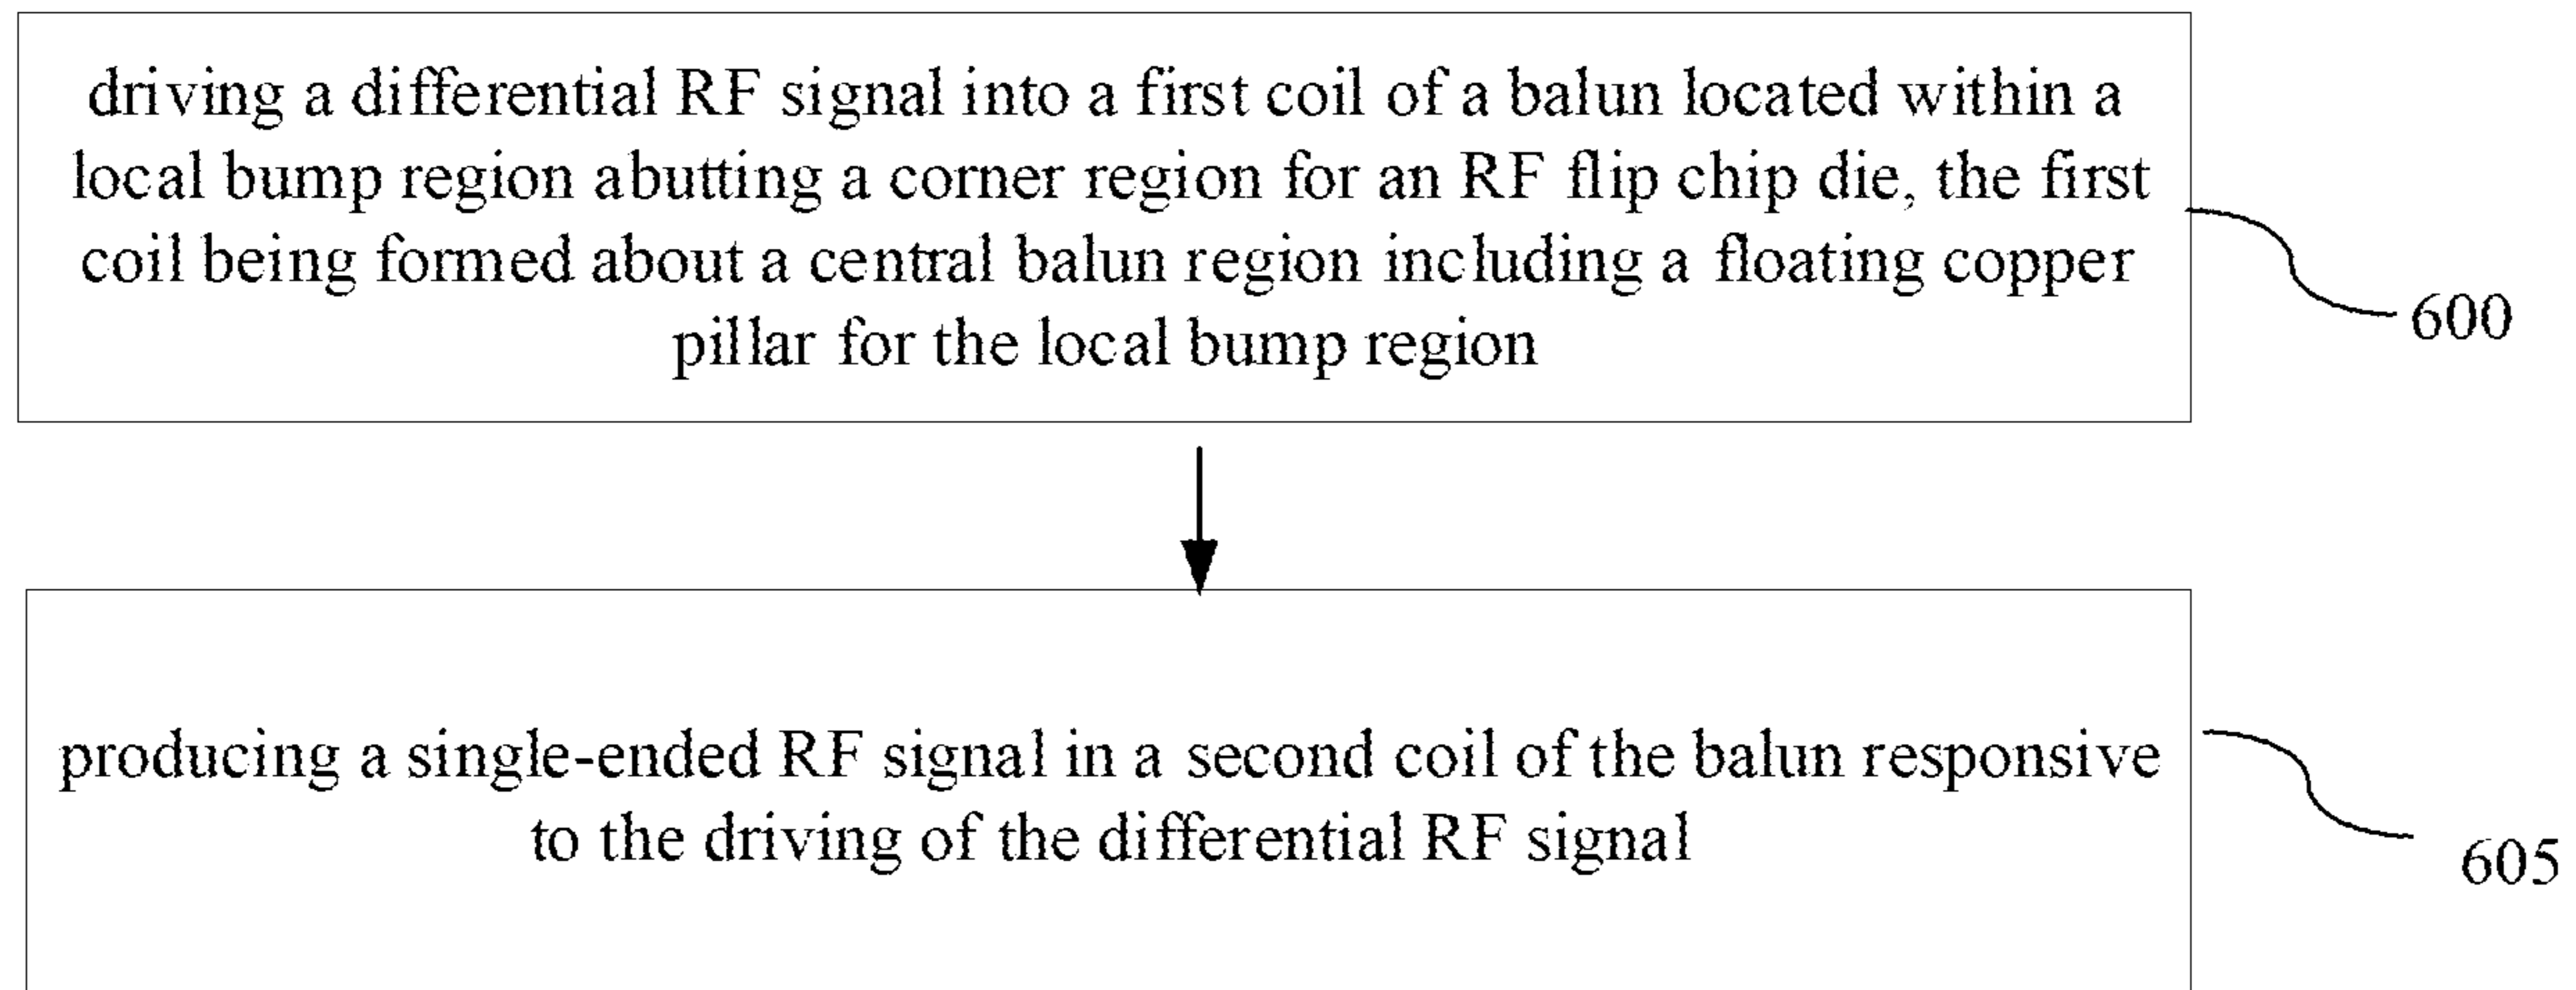 driving a differential RF signal into a first coil of a balun located within a
local bump region abutting a corner region for an RF flip chip die, the first
coil being formed about a central balun region including a floating copper
pillar for the local bump region
600
producing a single-ended RF signal in a second coil of the balun responsive
to the driving of the differential RF signal
605